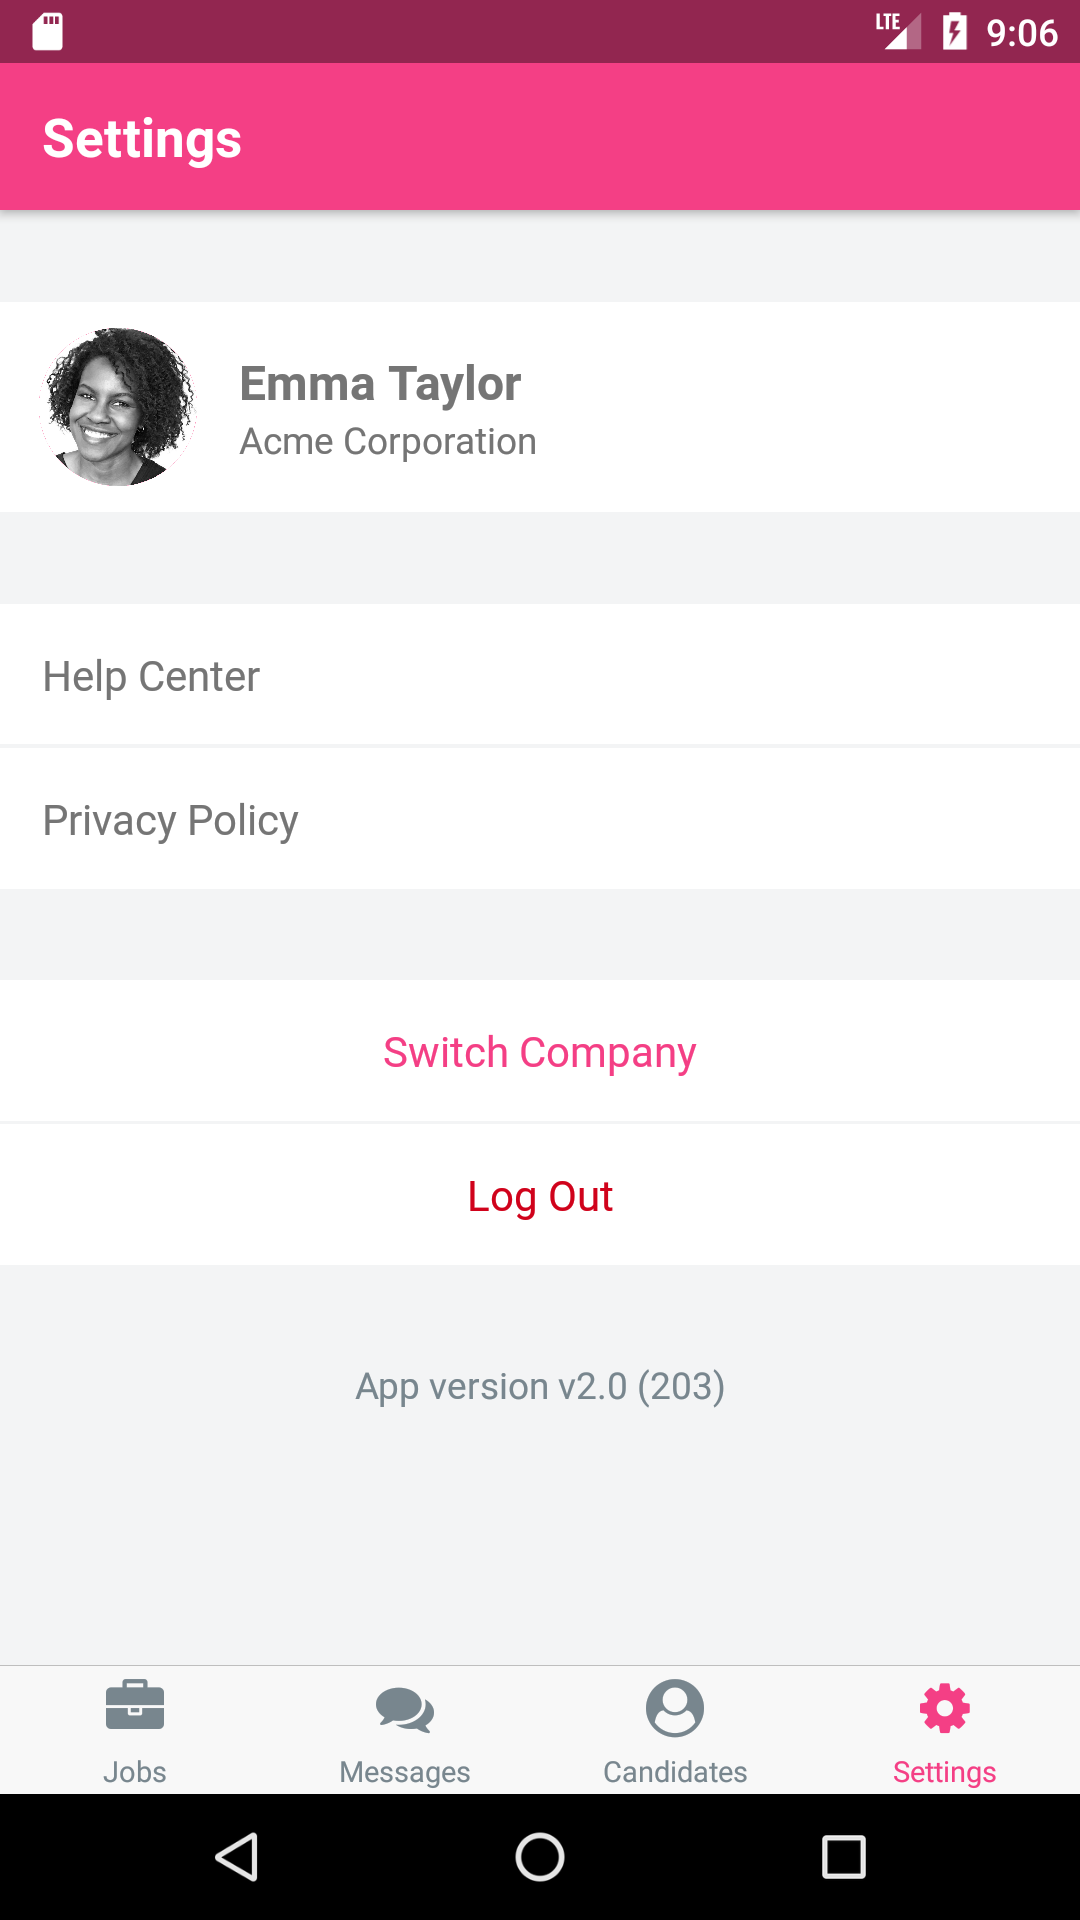 LTE 9:06
Settings
Emma Taylor
Acme Corporation
Help Center
Privacy Policy
Switch Company
Log Out
App version v2.0 (203)
Jobs Messages Candidates Settings